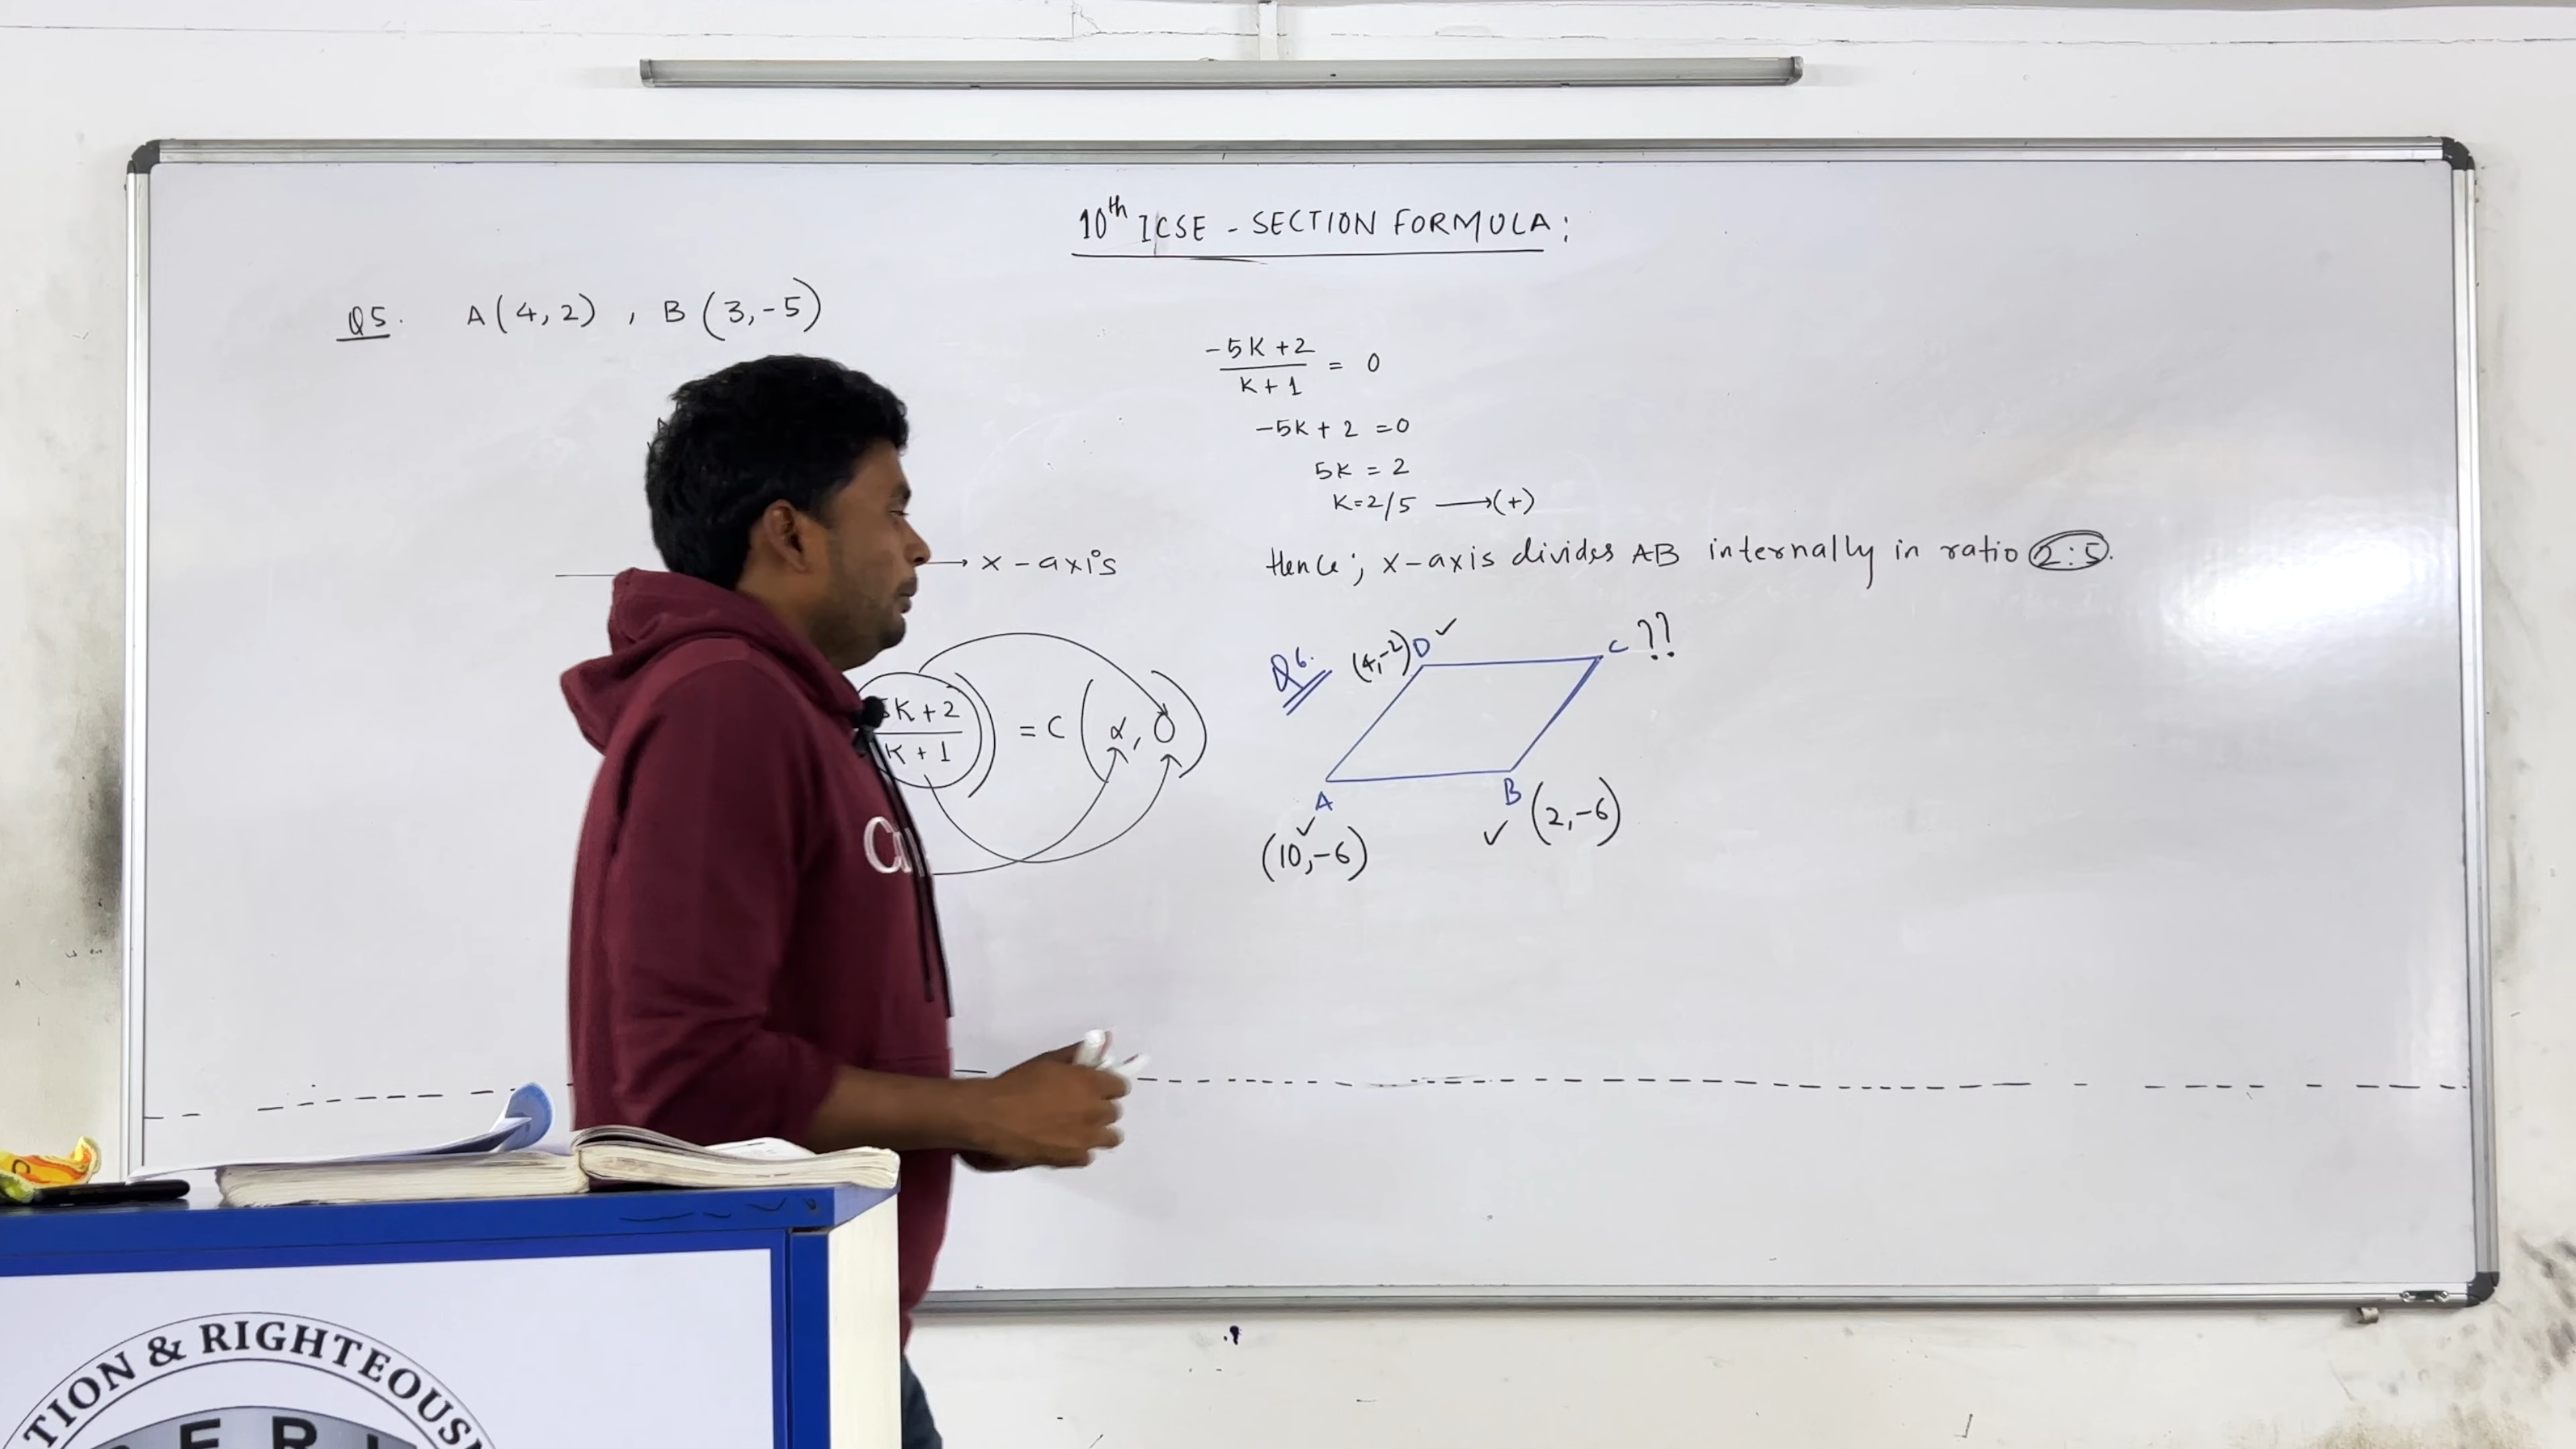 10th ICSE - SECTION FORMULA :
Q5. A(4,2) , B(3,-5)
x-axis
5K+2
K+1
= C (α, 0)
-5K+2
K+1
= 0
-5K+2 =0
5K = 2
K=2/5 →(+)
Hence; x-axis divides AB internally in ratio 2:5.
Q6.
(4,-2) D ✓
C ??
A
✓
(10,-6)
B
✓ (2,-6)
TION & RIGHTEOUS